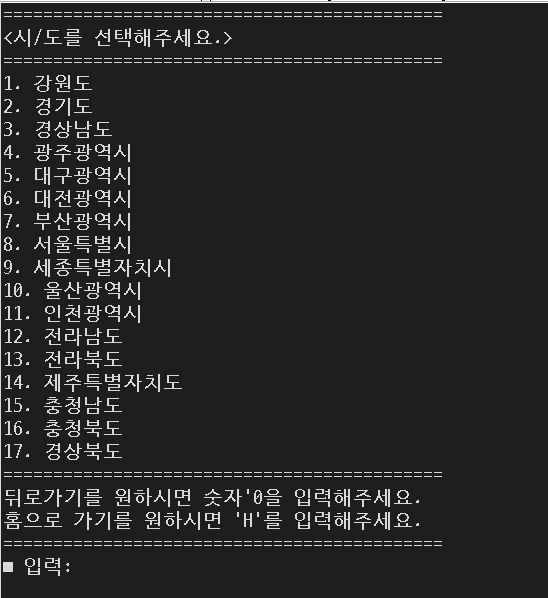 ============================================
<시/도를 선택해주세요.>
============================================
1. 강원도
2. 경기도
3. 경상남도
4. 광주광역시
5. 대구광역시
6. 대전광역시
7. 부산광역시
8. 서울특별시
9. 세종특별자치시
10. 울산광역시
11. 인천광역시
12. 전라남도
13. 전라북도
14. 제주특별자치도
15. 충청남도
16. 충청북도
17. 경상북도
============================================
뒤로가기를 원하시면 숫자'0을 입력해주세요.
홈으로 가기를 원하시면 'H'를 입력해주세요.
============================================
■ 입력: